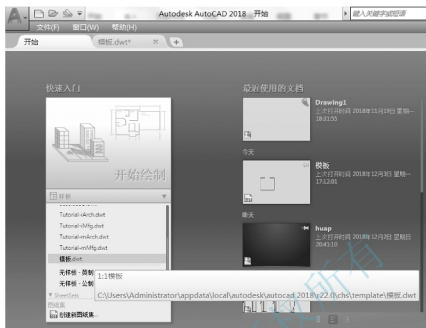 Autodesk AutoCAD 2018 开始
键入关键字或短语
文件(F) 窗口(W) 帮助(H)
开始 模板.dwt*
快速入门
开始绘制
样板
Tutorial-iArch.dwt
Tutorial-iMfg.dwt
Tutorial-mArch.dwt
Tutorial-mMfg.dwt
模板.dwt
无样板 - 英制
无样板 - 公制
SheetSets
图纸集
创建新图纸集...
1:1模板
C:\Users\Administrator\appdata\local\autodesk\autocad 2018\r22.0\chs\template\模板.dwt
最近使用的文档
Drawing1
上次打开时间 2018年11月19日 星期一
今天
模板
上次打开时间 2018年12月3日 星期一
17:12:01
昨天
huap
上次打开时间 2018年12月2日 星期日
20:41:10